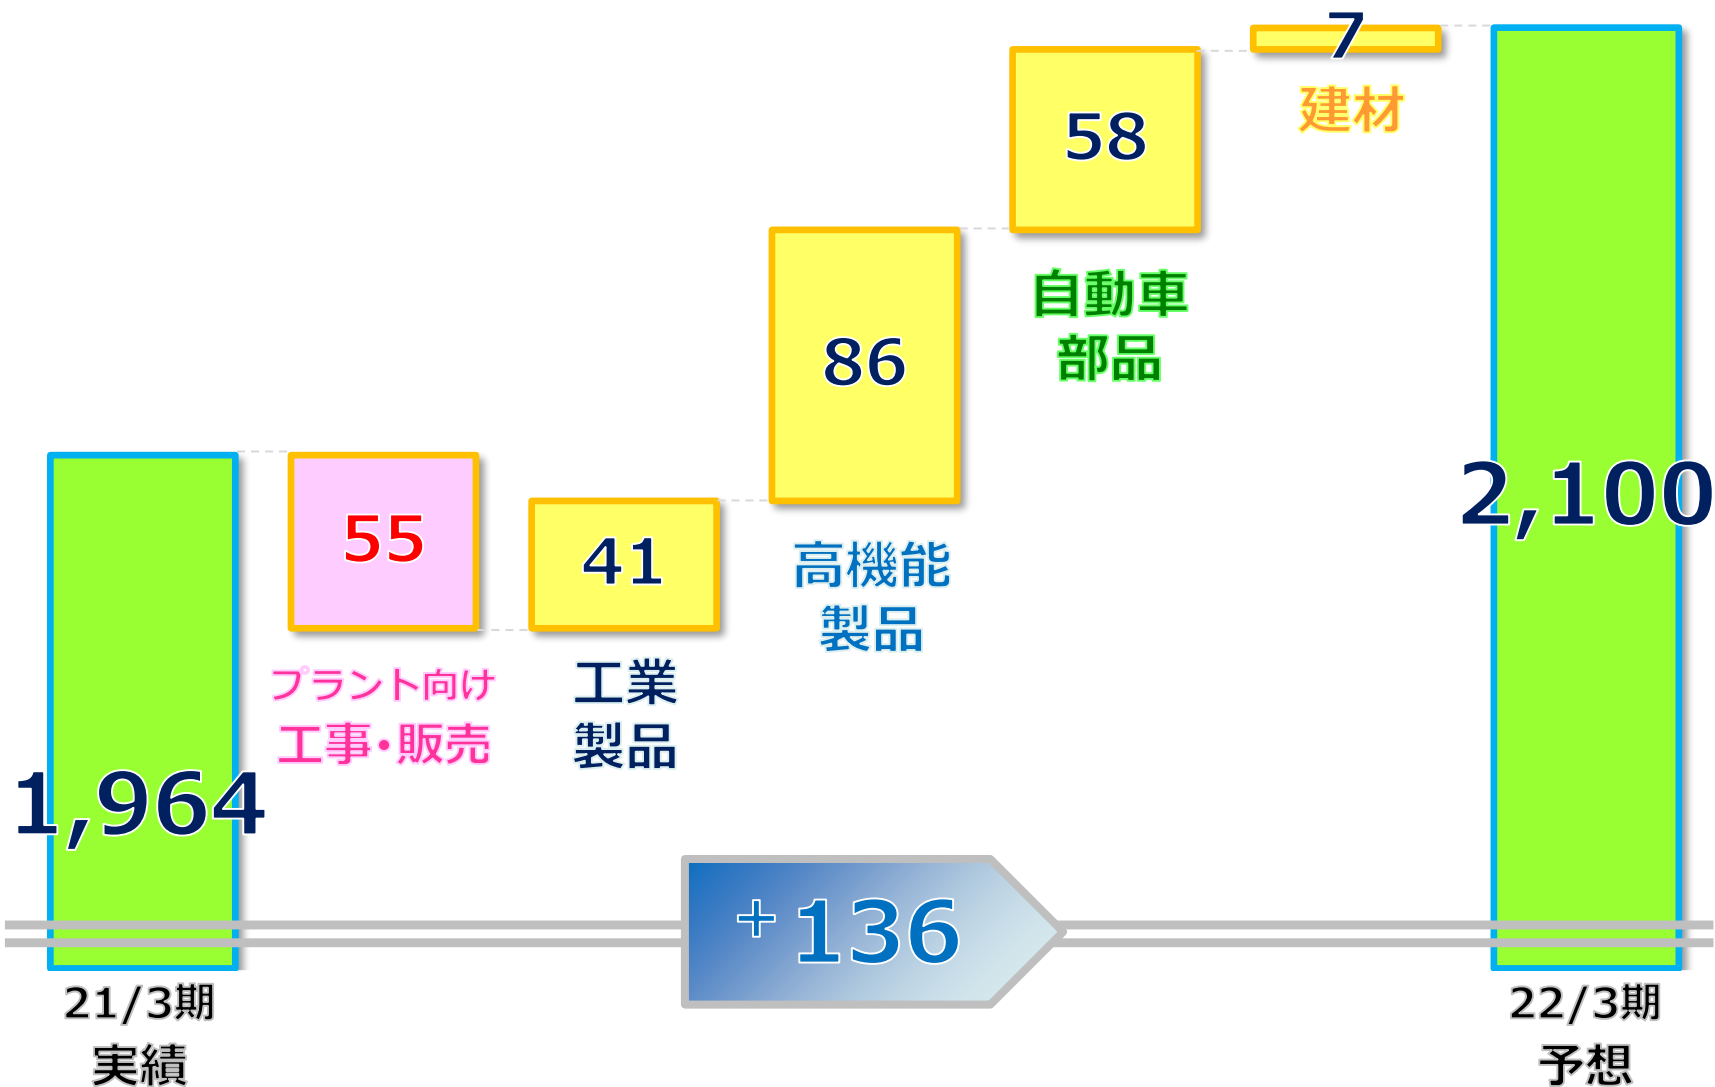 1,964
21/3期
実績
55
プラント向け
工事・販売
41
工業
製品
86
高機能
製品
58
自動車
部品
7
建材
+136
2,100
22/3期
予想